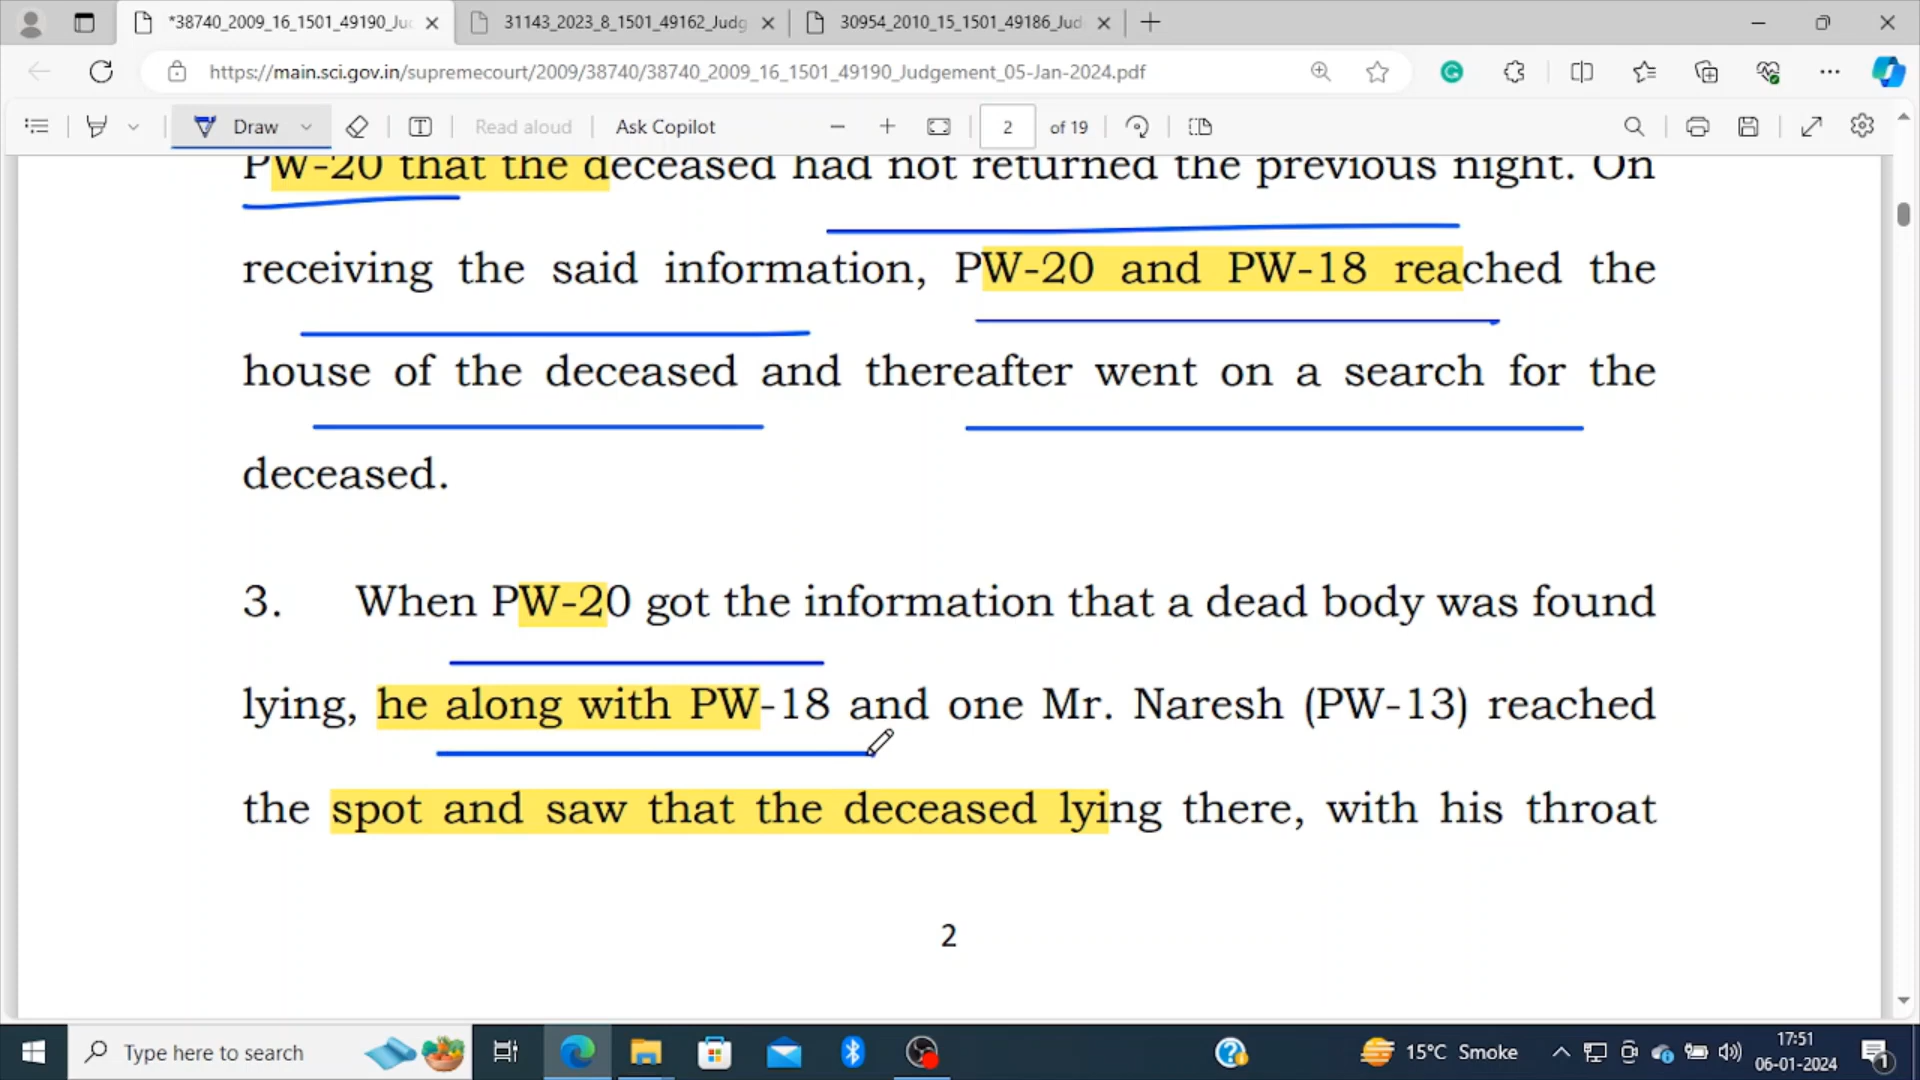 *38740_2009_16_1501_49190_Ju
31143_2023_8_1501_49162_Judg
30954_2010_15_1501_49186_Jud
https://main.sci.gov.in/supremecourt/2009/38740/38740_2009_16_1501_49190_Judgement_05-Jan-2024.pdf
Draw
Read aloud
Ask Copilot
2
of 19
PW-20 that the deceased had not returned the previous night. On
receiving the said information, PW-20 and PW-18 reached the
house of the deceased and thereafter went on a search for the
deceased.
3. When PW-20 got the information that a dead body was found
lying, he along with PW-18 and one Mr. Naresh (PW-13) reached
the spot and saw that the deceased lying there, with his throat
2
Type here to search
15°C Smoke
17:51
06-01-2024
1